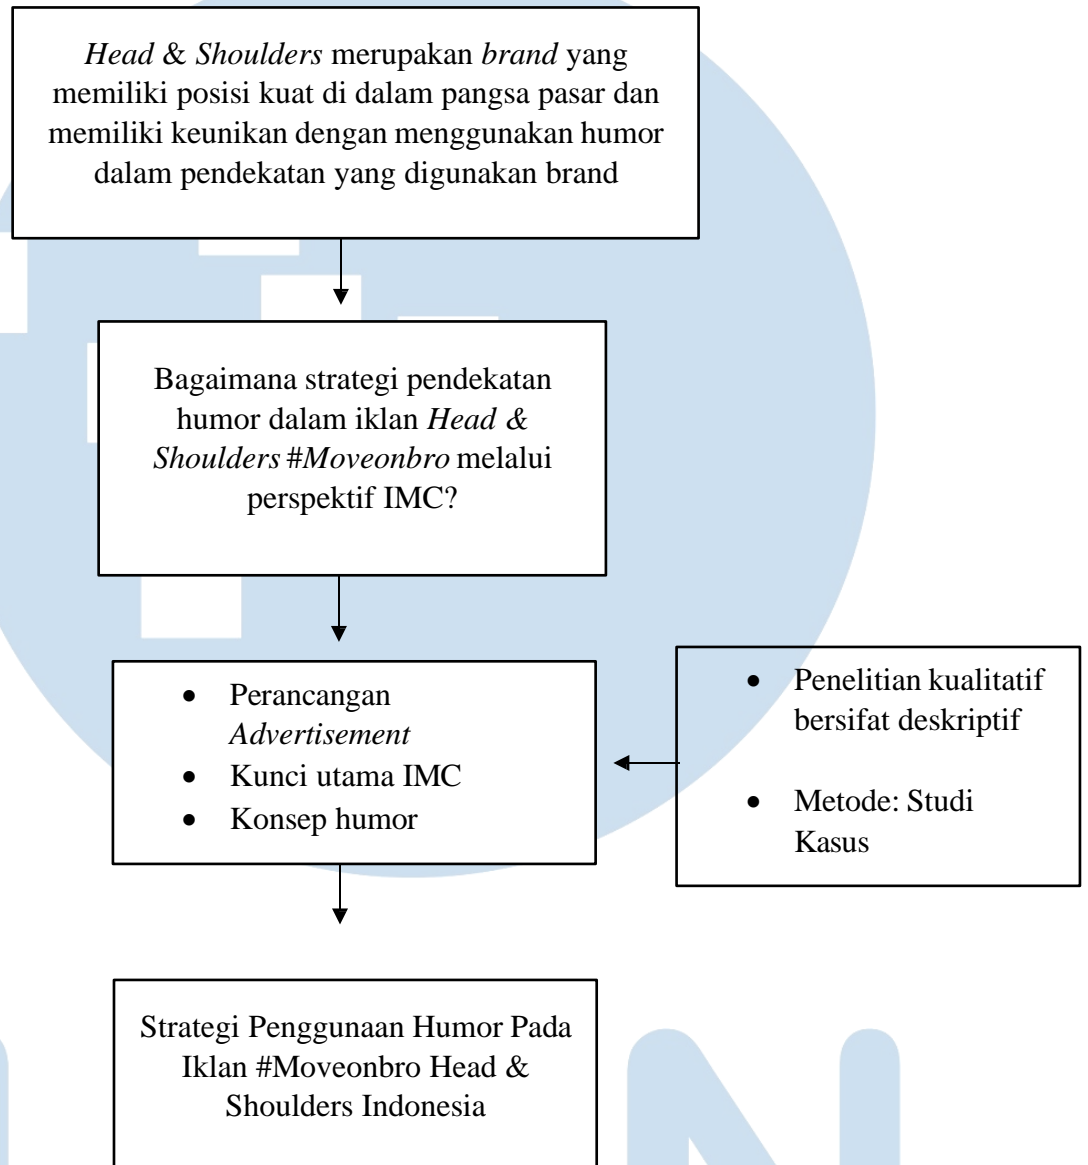 Head & Shoulders merupakan brand yang
memiliki posisi kuat di dalam pangsa pasar dan
memiliki keunikan dengan menggunakan humor
dalam pendekatan yang digunakan brand
Bagaimana strategi pendekatan
humor dalam iklan Head &
Shoulders #Moveonbro melalui
perspektif IMC?
• Perancangan
Advertisement
• Kunci utama IMC
• Konsep humor
• Penelitian kualitatif
bersifat deskriptif
• Metode: Studi
Kasus
Strategi Penggunaan Humor Pada
Iklan #Moveonbro Head &
Shoulders Indonesia